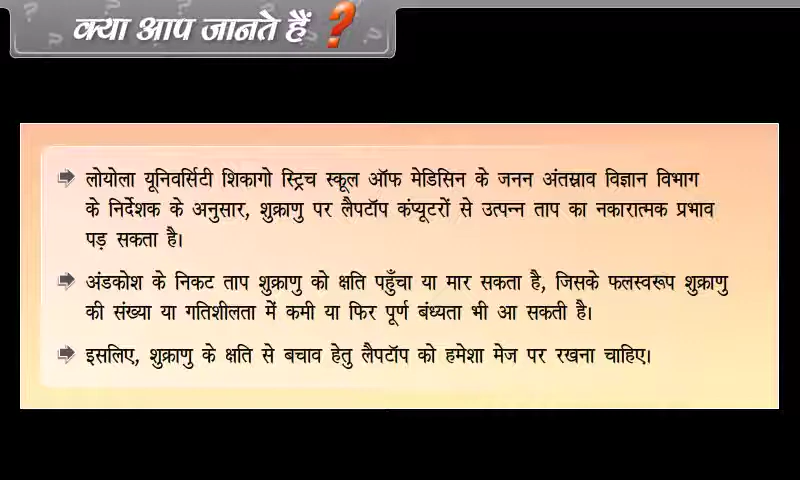 क्या आप जानते हैं ?
लोयोला यूनिवर्सिटी शिकागो स्ट्रिच स्कूल ऑफ मेडिसिन के जनन अंतस्राव विज्ञान विभाग
के निर्देशक के अनुसार, शुक्राणु पर लैपटॉप कंप्यूटरों से उत्पन्न ताप का नकारात्मक प्रभाव
पड़ सकता है।
अंडकोश के निकट ताप शुक्राणु को क्षति पहुँचा या मार सकता है, जिसके फलस्वरूप शुक्राणु
की संख्या या गतिशीलता में कमी या फिर पूर्ण बंध्यता भी आ सकती है।
इसलिए, शुक्राणु के क्षति से बचाव हेतु लैपटॉप को हमेशा मेज पर रखना चाहिए।